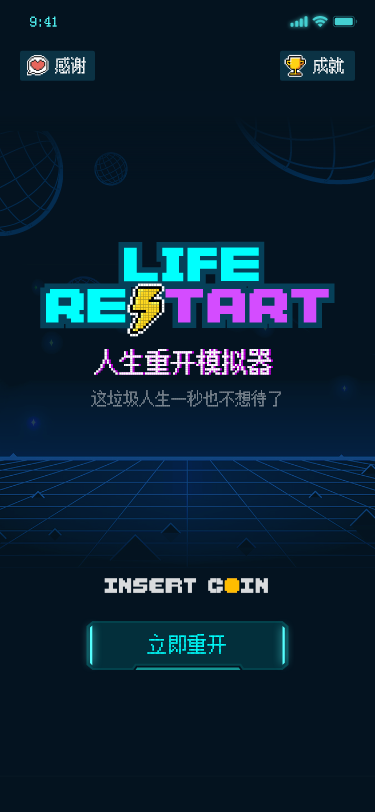 9:41
感谢
成就
LIFE
RESTART
人生重开模拟器
这垃圾人生一秒也不想待了
INSERT COIN
立即重开